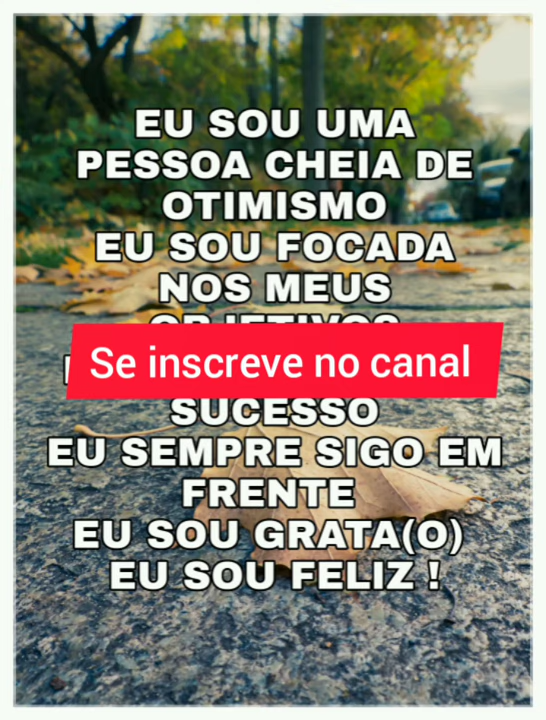 EU SOU UMA
PESSOA CHEIA DE
OTIMISMO
EU SOU FOCADA
NOS MEUS
OBJETIVOS
Se inscreve no canal
SUCESSO
EU SEMPRE SIGO EM
FRENTE
EU SOU GRATA(O)
EU SOU FELIZ !